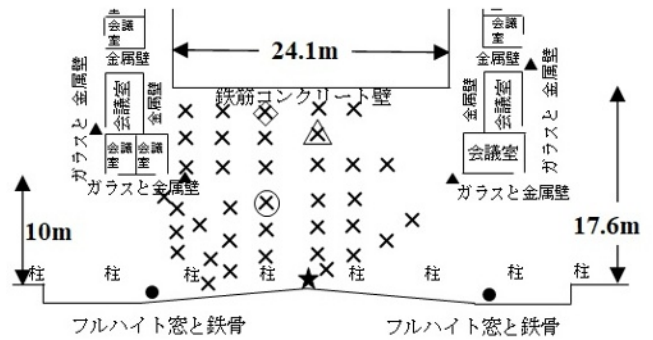 会議
室
会議
室
金属壁
金属壁
24.1m
鉄筋コンクリート壁
ガラスと 金属壁
会議室
金属壁
金属壁
会議室
ガラスと 金属壁
会議
室
会議
室
会議室
ガラスと金属壁
ガラスと金属壁
10m
17.6m
柱
柱
柱
柱
柱
柱
柱
柱
フルハイト窓と鉄骨
フルハイト窓と鉄骨